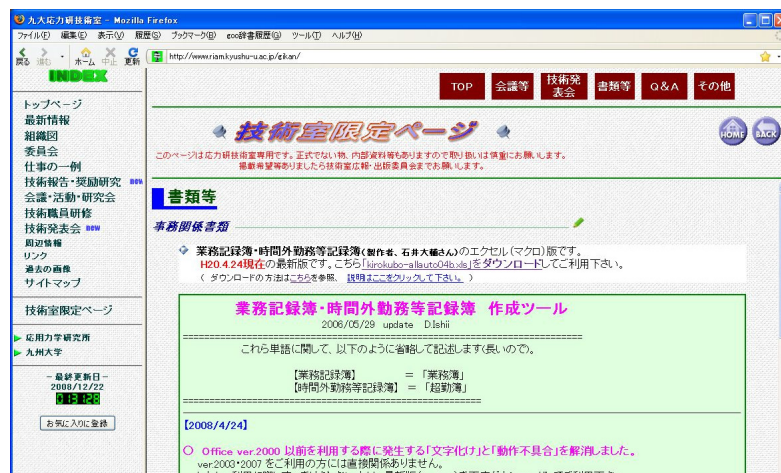 九大応力研技術室 - Mozilla Firefox
ファイル(F) 編集(E) 表示(V) 履歴(S) ブックマーク(B) goo辞書履歴(G) ツール(T) ヘルプ(H)
戻る 進む ホーム 中止 更新 http://www.riam.kyushu-u.ac.jp/gikan/
INDEX
トップページ
最新情報
組織図
委員会
仕事の一例
技術報告・奨励研究 new
会議・活動・研究会
技術職員研修
技術発表会 new
周辺情報
リンク
過去の画像
サイトマップ
技術室限定ページ
応用力学研究所
九州大学
－最終更新日－
2008/12/22
013128
お気に入りに登録
TOP 会議等 技術発表会 書類等 Q&A その他
技術室限定ページ
HOME BACK
このページは応力研技術室専用です。正式でない物、内部資料等もありますので取り扱いは慎重にお願いします。
掲載希望等ありましたら技術室広報・出版委員会までお願いします。
書類等
事務関係書類
業務記録簿・時間外勤務等記録簿(製作者、石井大輔さん)のエクセル(マクロ)版です。
H20.4.24現在の最新版です。こちら「kirokubo-allauto04b.xls」をダウンロードしてご利用下さい。
( ダウンロードの方法はこちらを参照、 説明はここをクリックして下さい。 )
業務記録簿・時間外勤務等記録簿 作成ツール
2006/05/29 update D.Ishii
これら単語に関して、以下のように省略して記述します(長いので)。
【業務記録簿】 ＝ 「業務簿」
【時間外勤務等記録簿】 ＝ 「超勤簿」
【2008/4/24】
○ Office ver.2000 以前を利用する際に発生する「文字化け」と「動作不具合」を解消しました。
ver.2003・2007 をご利用の方には直接関係ありません。